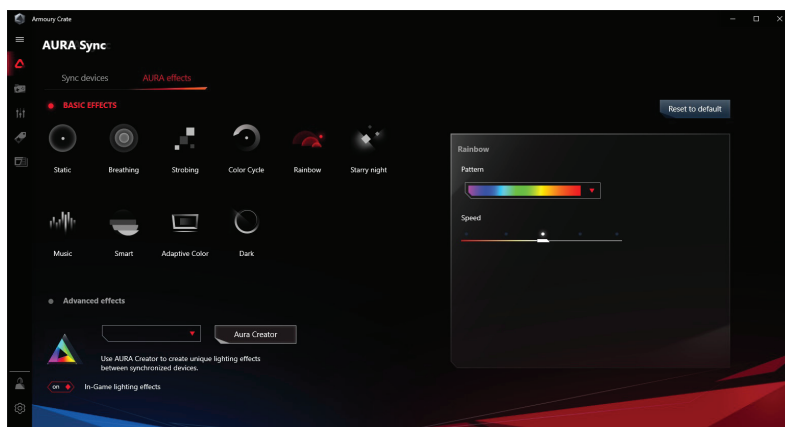 Armoury Crate
AURA Sync
Sync devices
AURA effects
BASIC EFFECTS
Reset to default
Static
Breathing
Strobing
Color Cycle
Rainbow
Starry night
Music
Smart
Adaptive Color
Dark
Rainbow
Pattern
Speed
Advanced effects
Aura Creator
Use AURA Creator to create unique lighting effects
between synchronized devices.
on
In-Game lighting effects